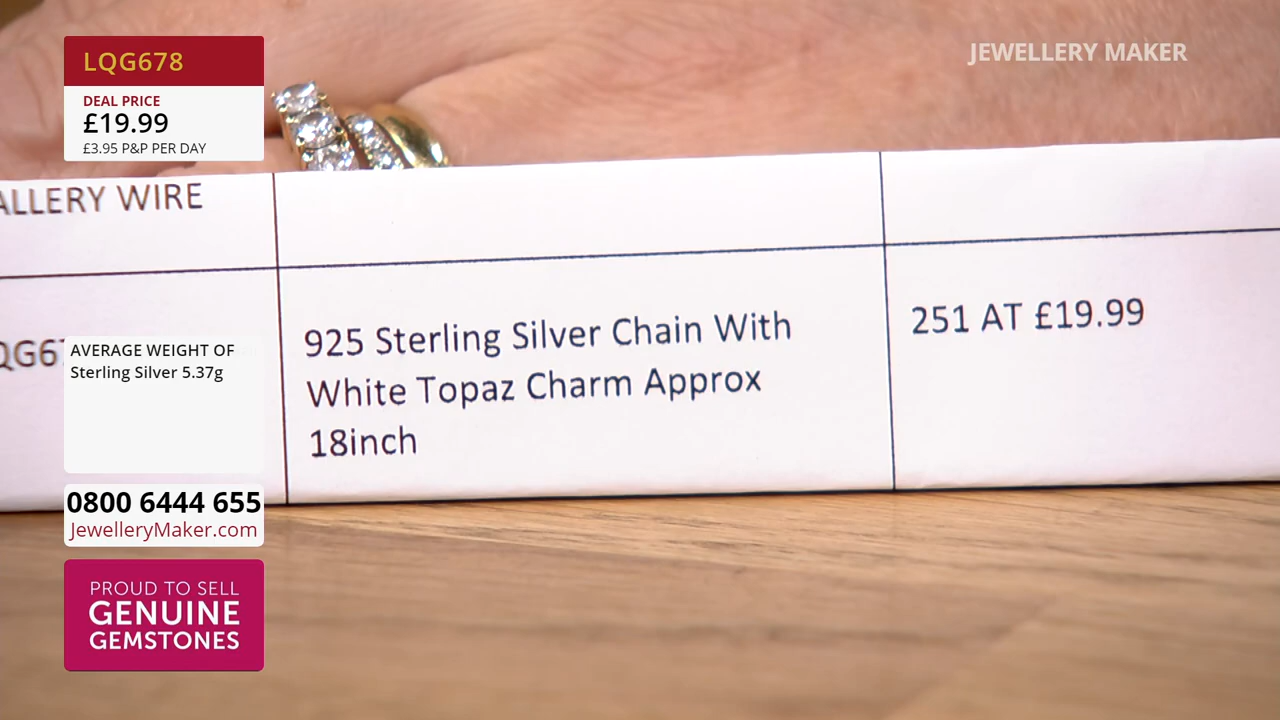 LQG678
DEAL PRICE
£19.99
£3.95 P&P PER DAY
JEWELLERY MAKER
ALLERY WIRE
QG67
925 Sterling Silver Chain With
White Topaz Charm Approx
18inch
251 AT £19.99
AVERAGE WEIGHT OF
Sterling Silver 5.37g
0800 6444 655
JewelleryMaker.com
PROUD TO SELL
GENUINE
GEMSTONES